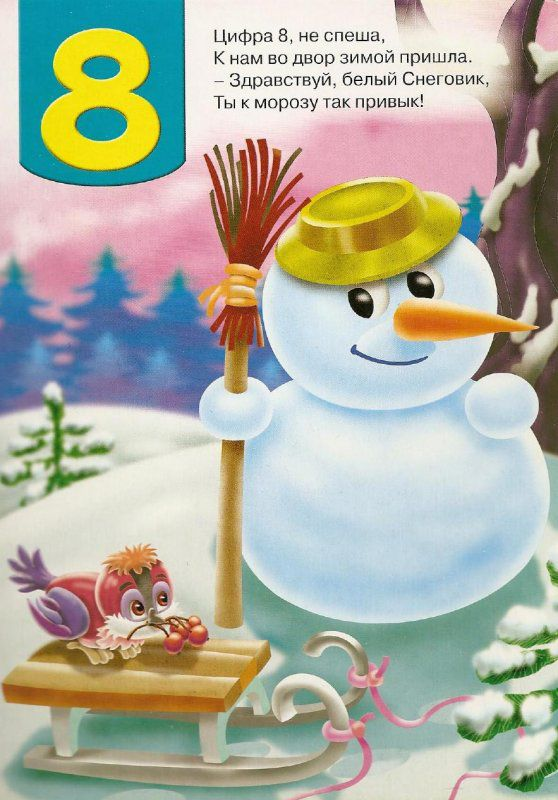 8
Цифра 8, не спеша,
К нам во двор зимой пришла.
– Здравствуй, белый Снеговик,
Ты к морозу так привык!